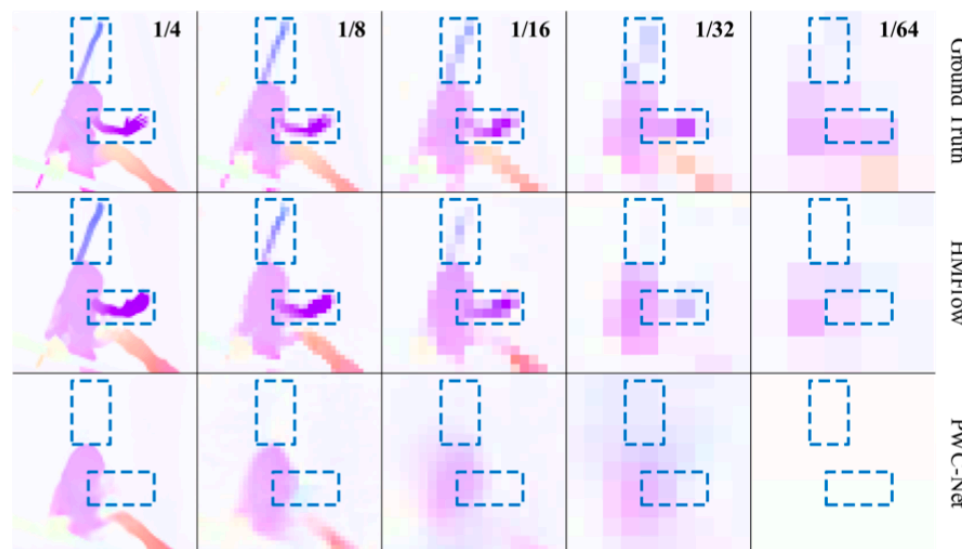 1/4
1/8
1/16
1/32
1/64
Ground Truth
HMFlow
PWC-Net